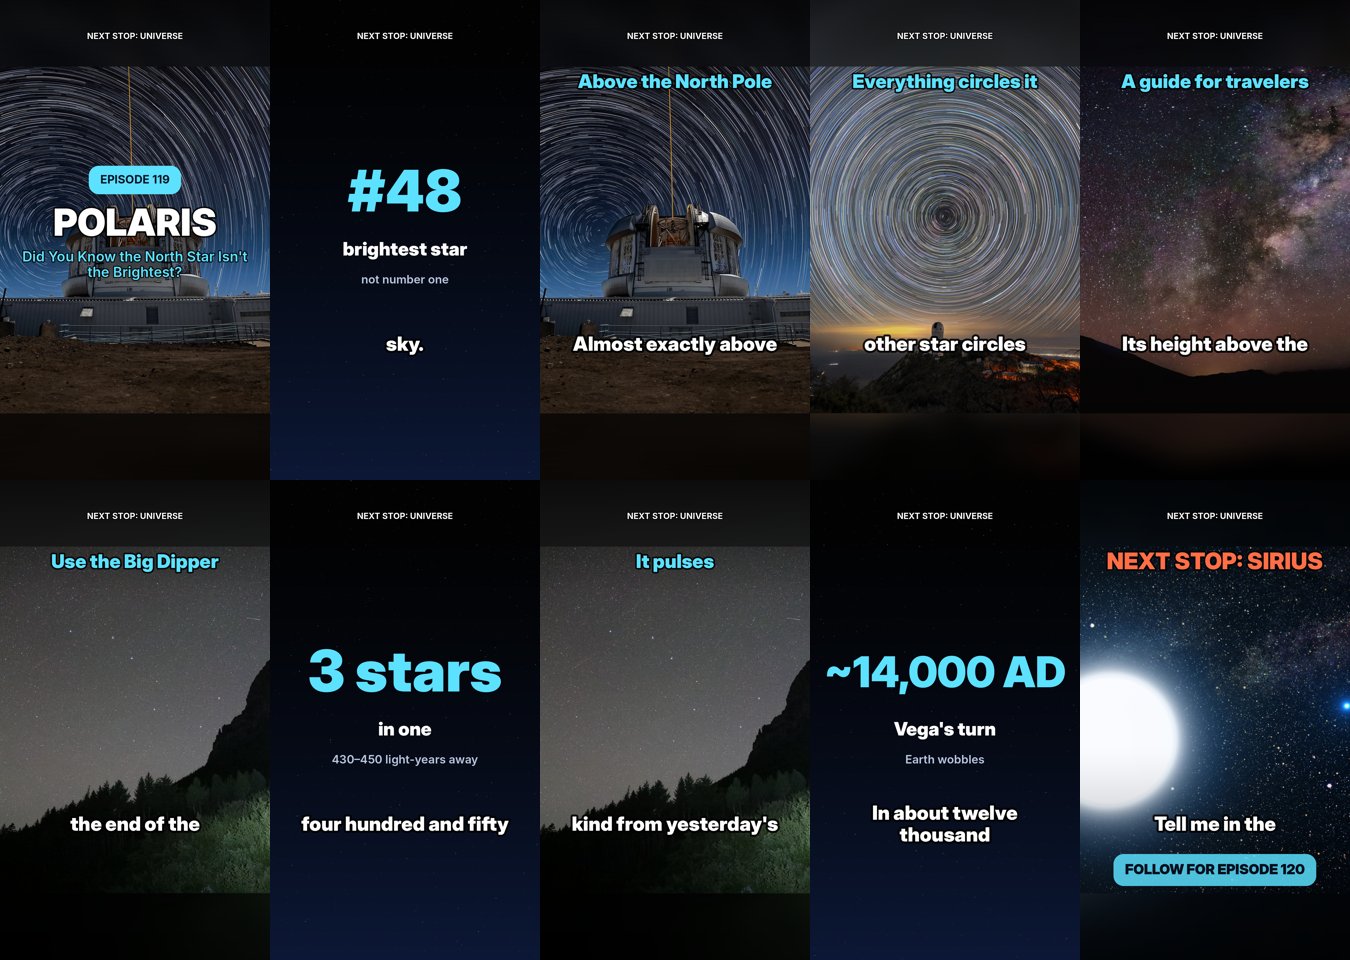 NEXT STOP: UNIVERSE
EPISODE 119
POLARIS
Did You Know the North Star Isn't
the Brightest?
NEXT STOP: UNIVERSE
#48
brightest star
not number one
sky.
NEXT STOP: UNIVERSE
Above the North Pole
Almost exactly above
NEXT STOP: UNIVERSE
Everything circles it
other star circles
NEXT STOP: UNIVERSE
A guide for travelers
Its height above the
NEXT STOP: UNIVERSE
Use the Big Dipper
the end of the
NEXT STOP: UNIVERSE
3 stars
in one
430–450 light-years away
four hundred and fifty
NEXT STOP: UNIVERSE
It pulses
kind from yesterday's
NEXT STOP: UNIVERSE
~14,000 AD
Vega's turn
Earth wobbles
In about twelve
thousand
NEXT STOP: UNIVERSE
NEXT STOP: SIRIUS
Tell me in the
FOLLOW FOR EPISODE 120